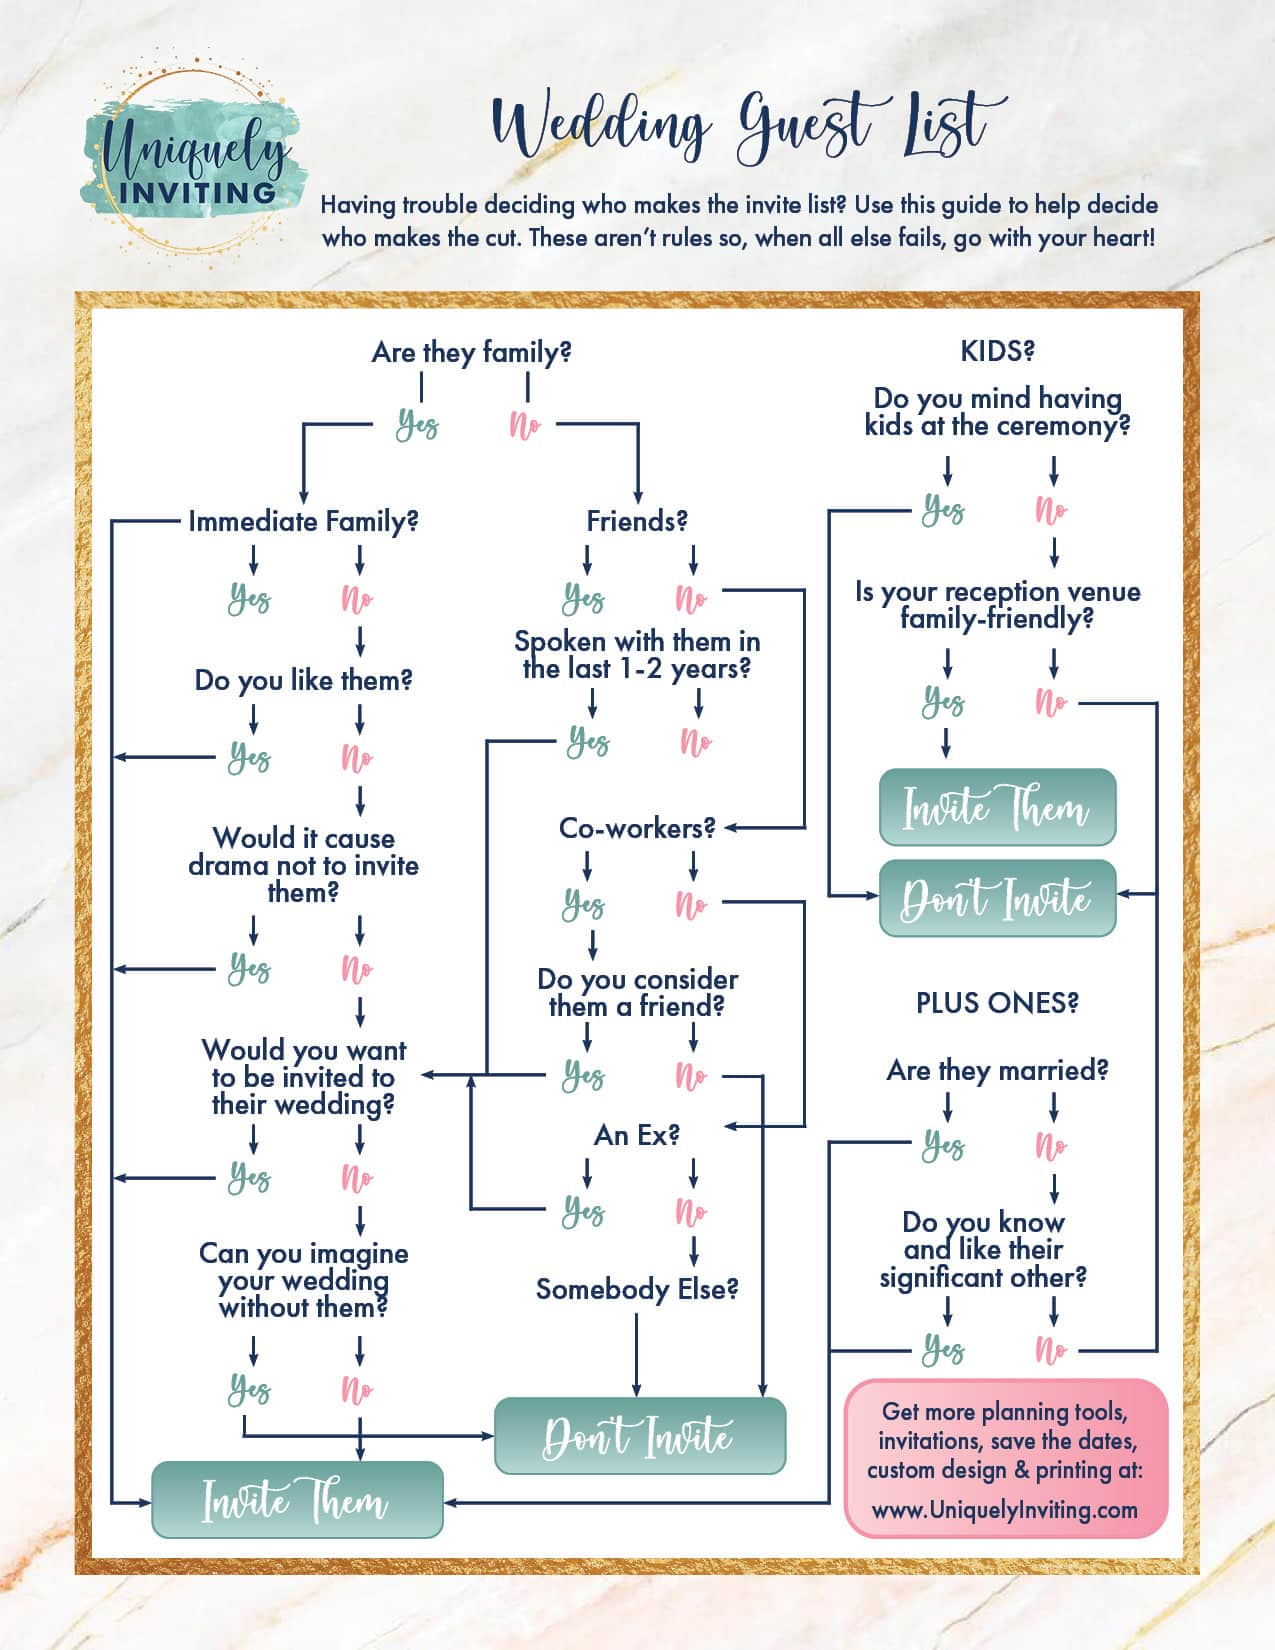 Uniquely
INVITING
Wedding Guest List
Having trouble deciding who makes the invite list? Use this guide to help decide
who makes the cut. These aren't rules so, when all else fails, go with your heart!
Are they family?
Yes No
Immediate Family?
Yes No
Do you like them?
Yes No
Would it cause
drama not to invite
them?
Yes No
Would you want
to be invited to
their wedding?
Yes No
Can you imagine
your wedding
without them?
Yes No
Invite Them
Friends?
Yes No
Spoken with them in
the last 1-2 years?
Yes No
Co-workers?
Yes No
Do you consider
them a friend?
Yes No
An Ex?
Yes No
Somebody Else?
Don't Invite
KIDS?
Do you mind having
kids at the ceremony?
Yes No
Is your reception venue
family-friendly?
Yes No
Invite Them
Don't Invite
PLUS ONES?
Are they married?
Yes No
Do you know
and like their
significant other?
Yes No
Get more planning tools,
invitations, save the dates,
custom design & printing at:
www.UniquelyInviting.com